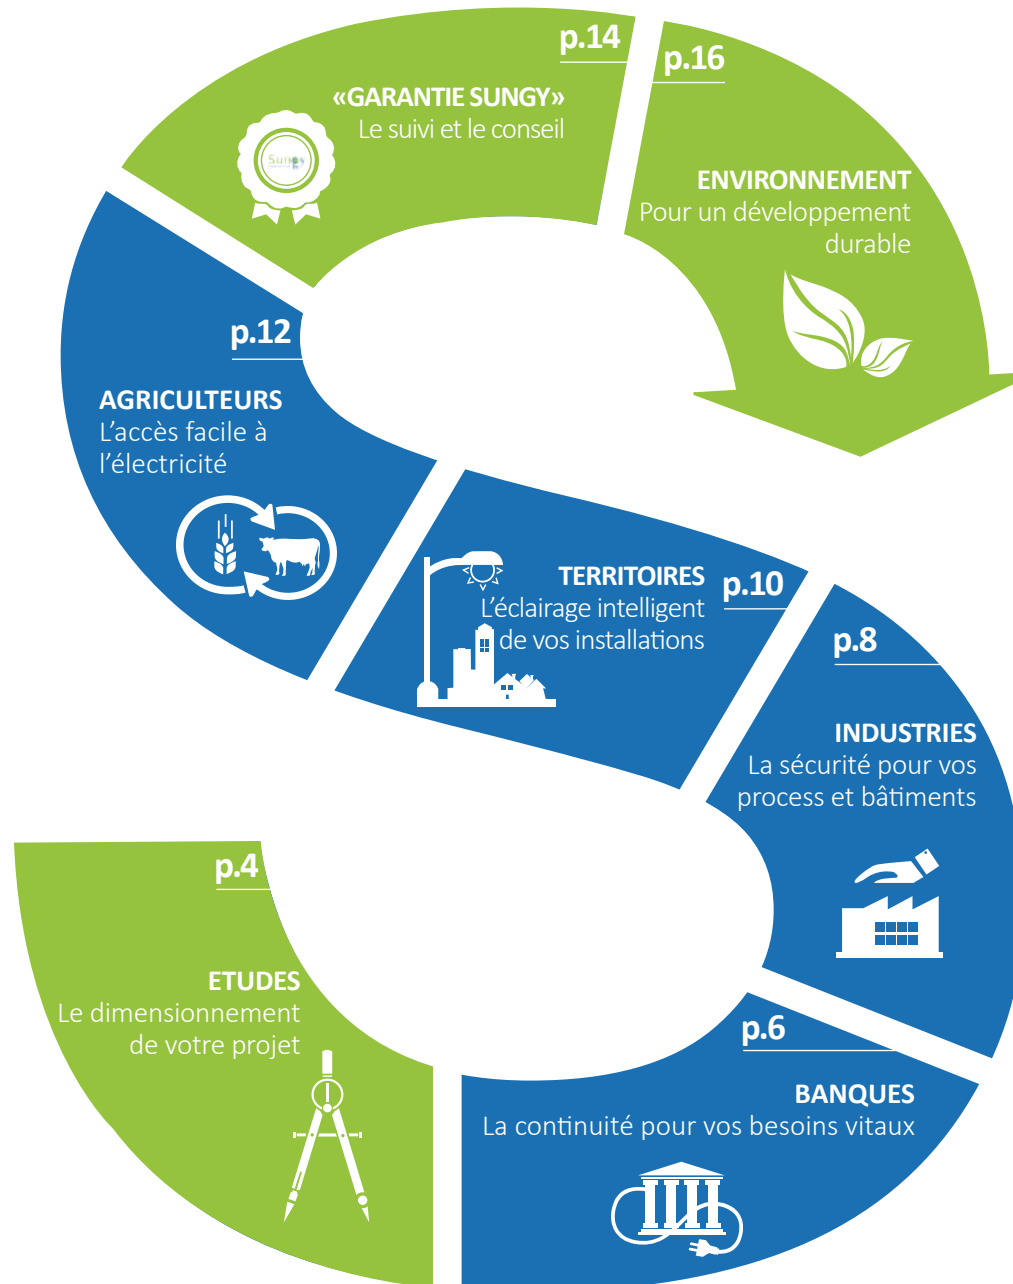 p.14
«GARANTIE SUNGY»
Le suivi et le conseil
Sungy
p.16
ENVIRONNEMENT
Pour un développement
durable
p.12
AGRICULTEURS
L’accès facile à
l’électricité
TERRITOIRES
L’éclairage intelligent
de vos installations
p.10
p.8
INDUSTRIES
La sécurité pour vos
process et bâtiments
p.4
ETUDES
Le dimensionnement
de votre projet
p.6
BANQUES
La continuité pour vos besoins vitaux